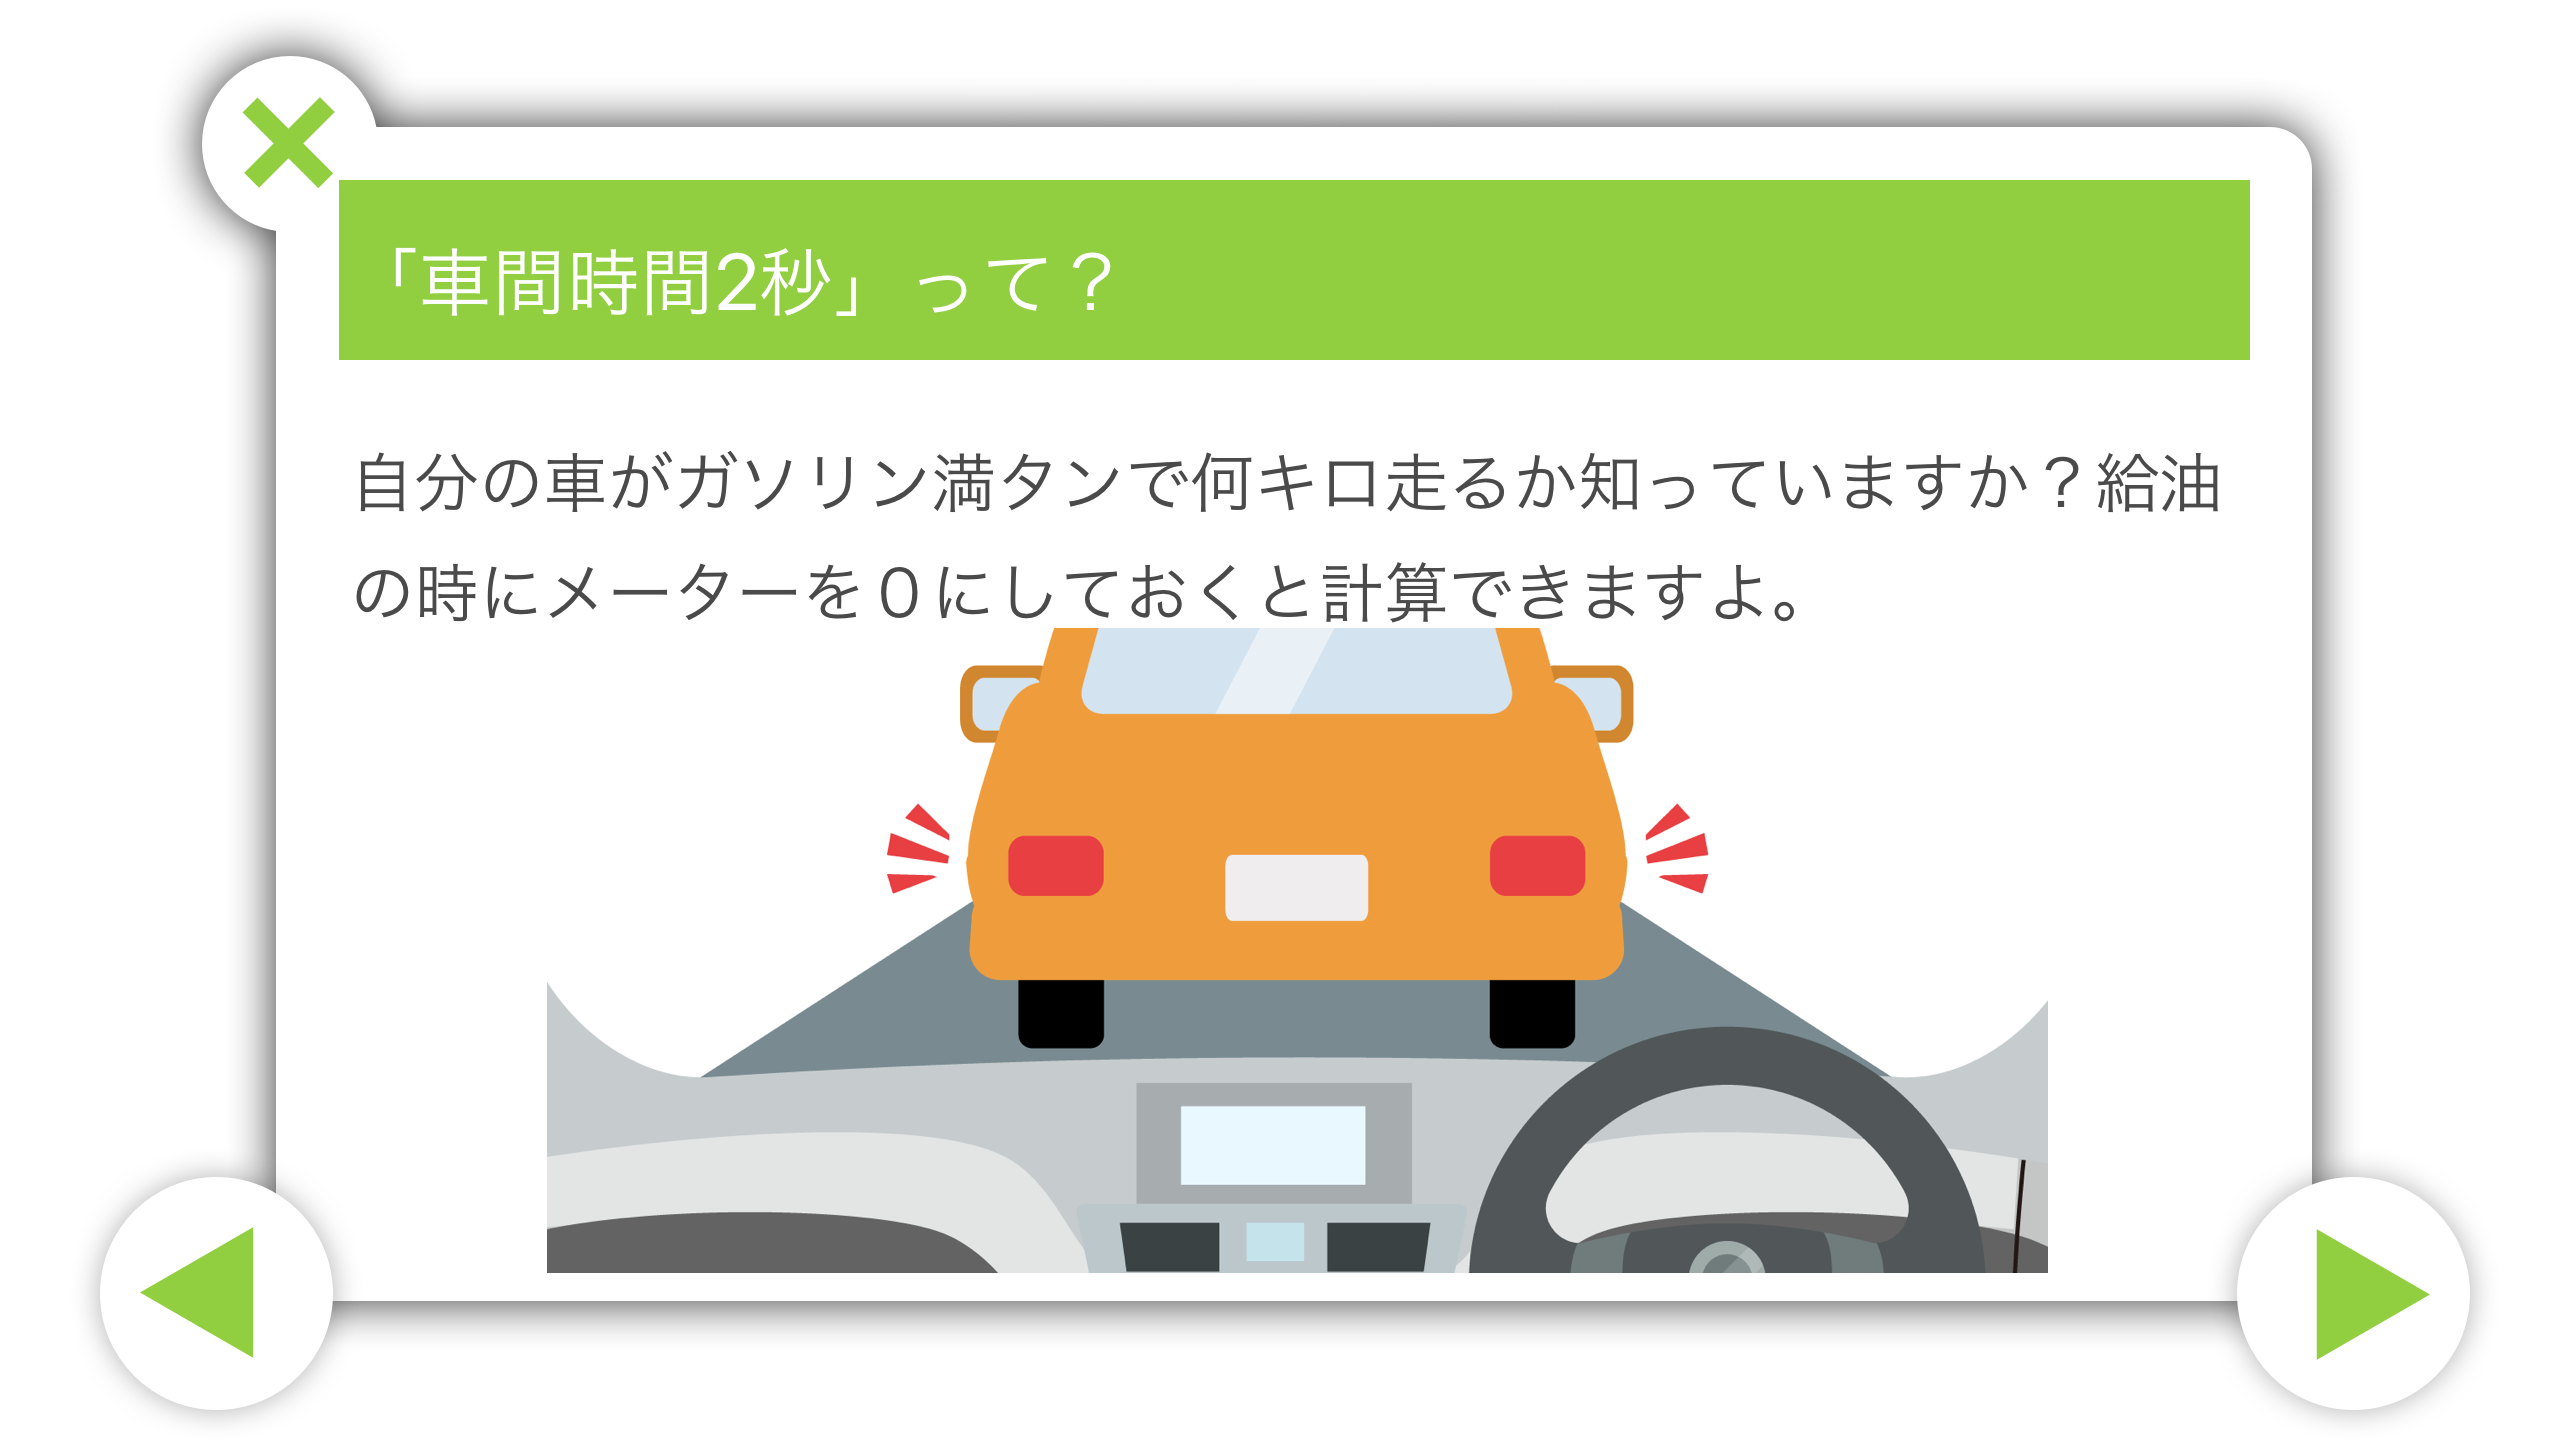 「車間時間2秒」って？
自分の車がガソリン満タンで何キロ走るか知っていますか？給油
の時にメーターを０にしておくと計算できますよ。